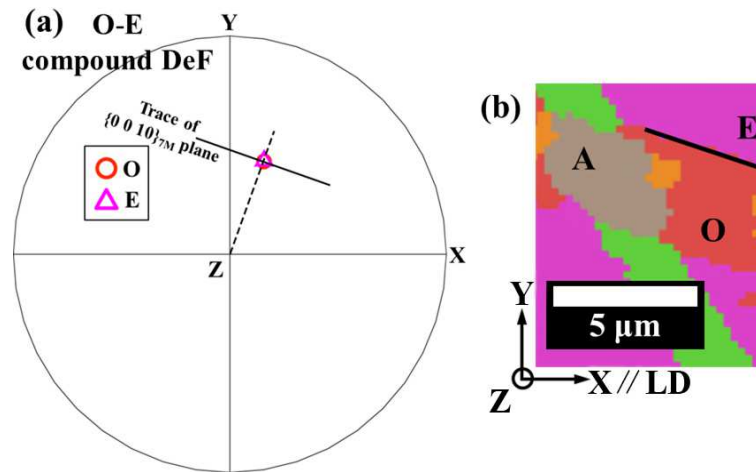 (a) O-E
compound DeF
Y
Trace of
{0 0 10}7M plane
O
E
Z
X
(b)
E
A
O
Y
5 μm
Z
X // LD